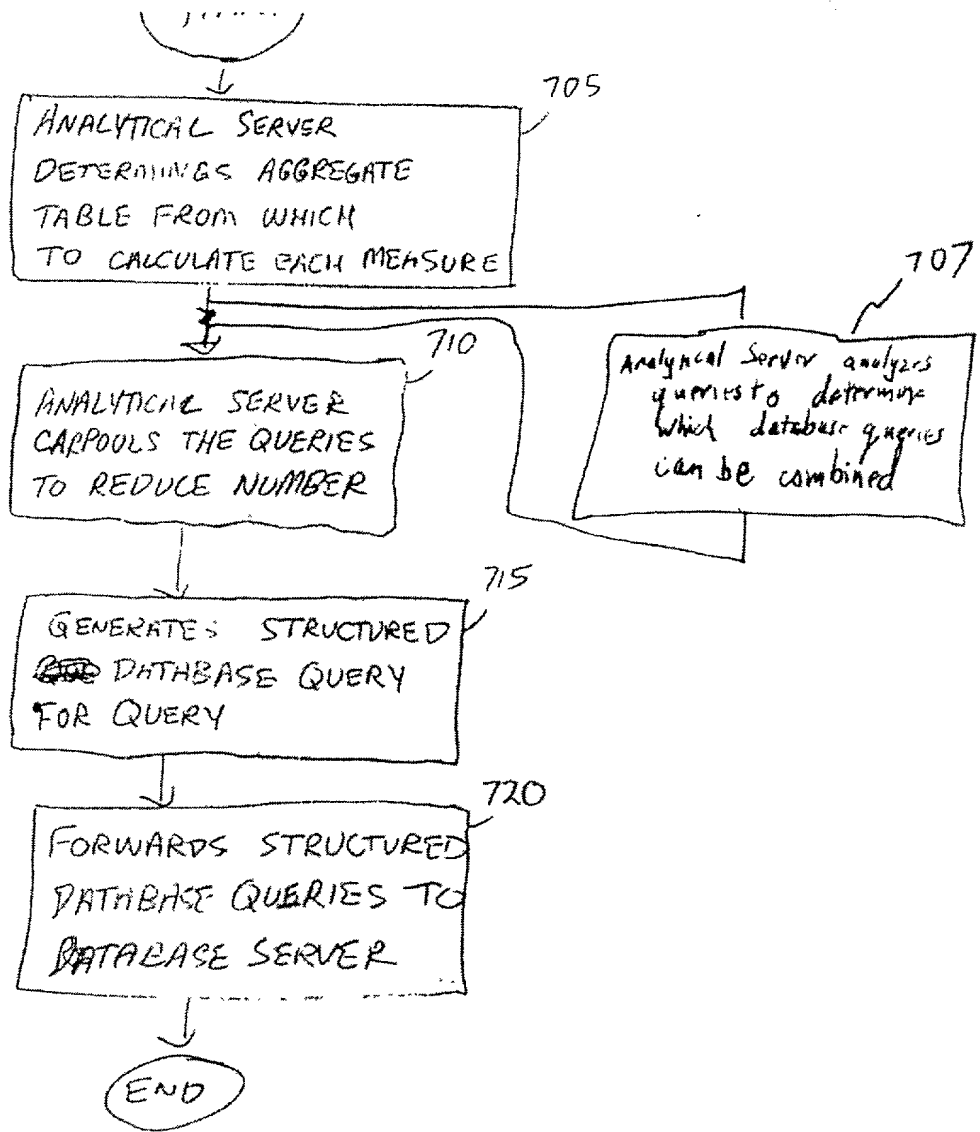 705
ANALYTICAL SERVER
DETERMINES AGGREGATE
TABLE FROM WHICH
TO CALCULATE EACH MEASURE
707
Analytical Server analyzes
queries to determine
which database queries
can be combined
710
ANALYTICAL SERVER
CARPOOLS THE QUERIES
TO REDUCE NUMBER
715
GENERATES STRUCTURED
DATABASE QUERY
FOR QUERY
720
FORWARDS STRUCTURED
DATABASE QUERIES TO
DATABASE SERVER
END